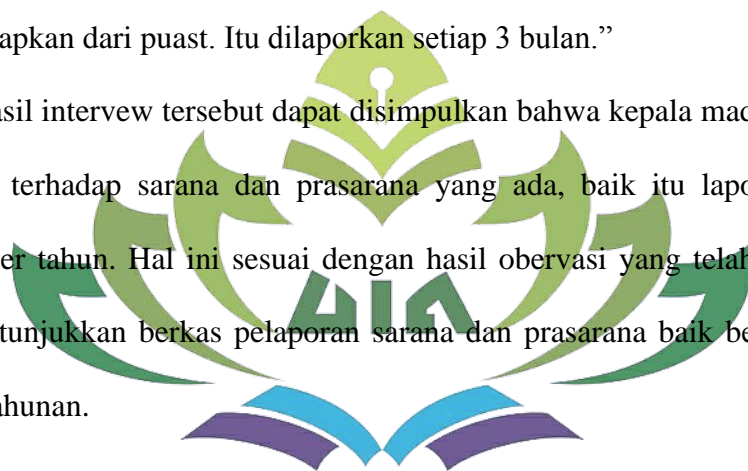 apkan dari puast. Itu dilaporkan setiap 3 bulan.”
asil intervew tersebut dapat disimpulkan bahwa kepala mad
terhadap sarana dan prasarana yang ada, baik itu lapo
er tahun. Hal ini sesuai dengan hasil obervasi yang telah
UIN
tunjukkan berkas pelaporan sarana dan prasarana baik be
ahunan.